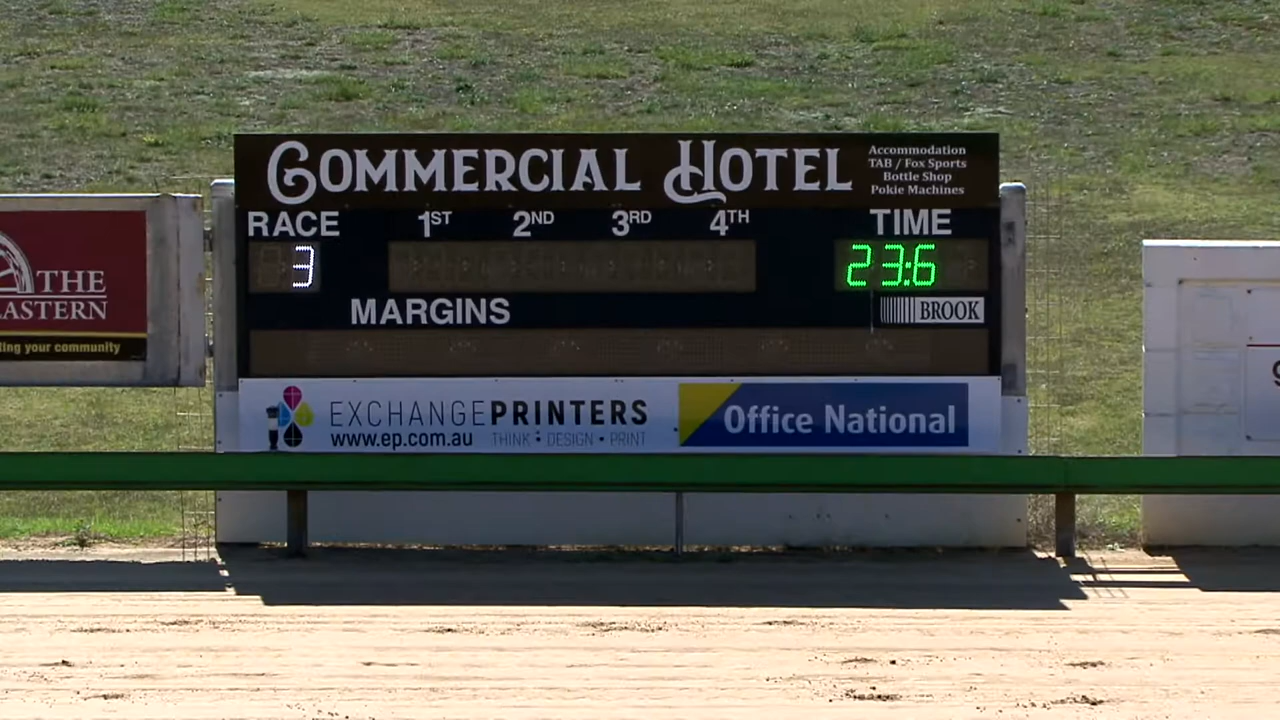 COMMERCIAL HOTEL
Accommodation
TAB / Fox Sports
Bottle Shop
Pokie Machines
RACE 1ST 2ND 3RD 4TH TIME
3 23:6
MARGINS
BROOK
THE
EASTERN
ting your community
EXCHANGEPRINTERS
www.ep.com.au THINK : DESIGN • PRINT
Office National